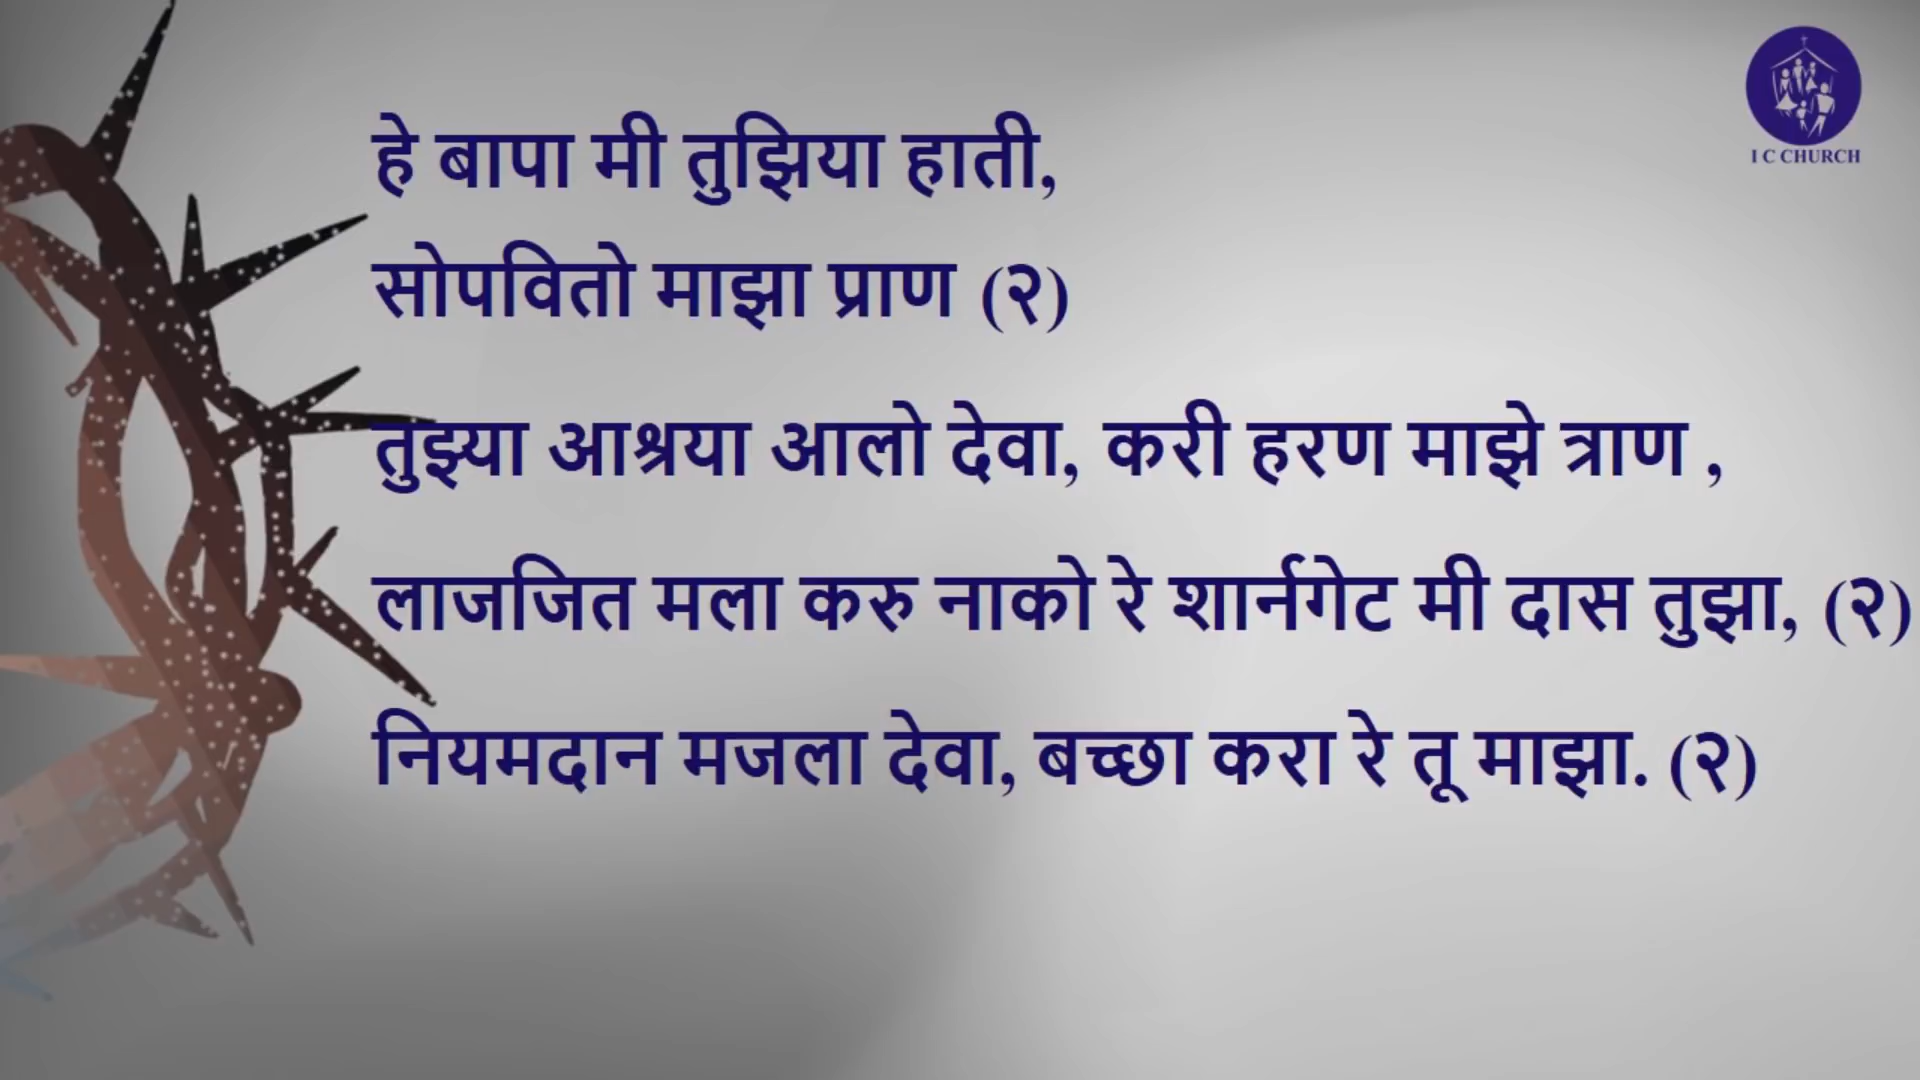 I C CHURCH
हे बापा मी तुझिया हाती,
सोपवितो माझा प्राण (२)
तुझ्या आश्रया आलो देवा, करी हरण माझे त्राण ,
लाजजित मला करु नाको रे शार्नगेट मी दास तुझा, (२)
नियमदान मजला देवा, बच्छा करा रे तू माझा. (२)